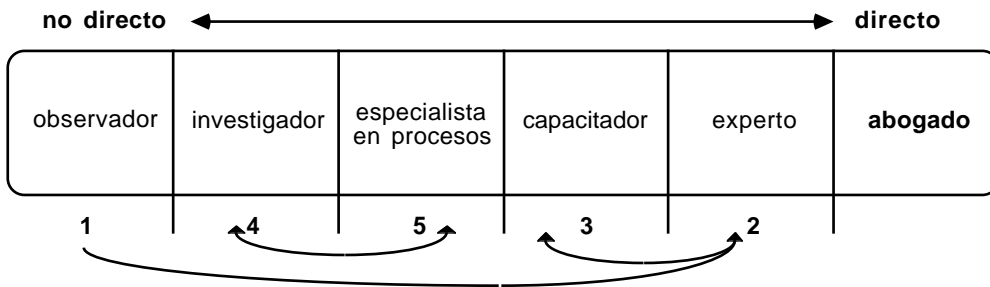 no directo directo
observador investigador especialista en procesos capacitador experto abogado
1 4 5 3 2